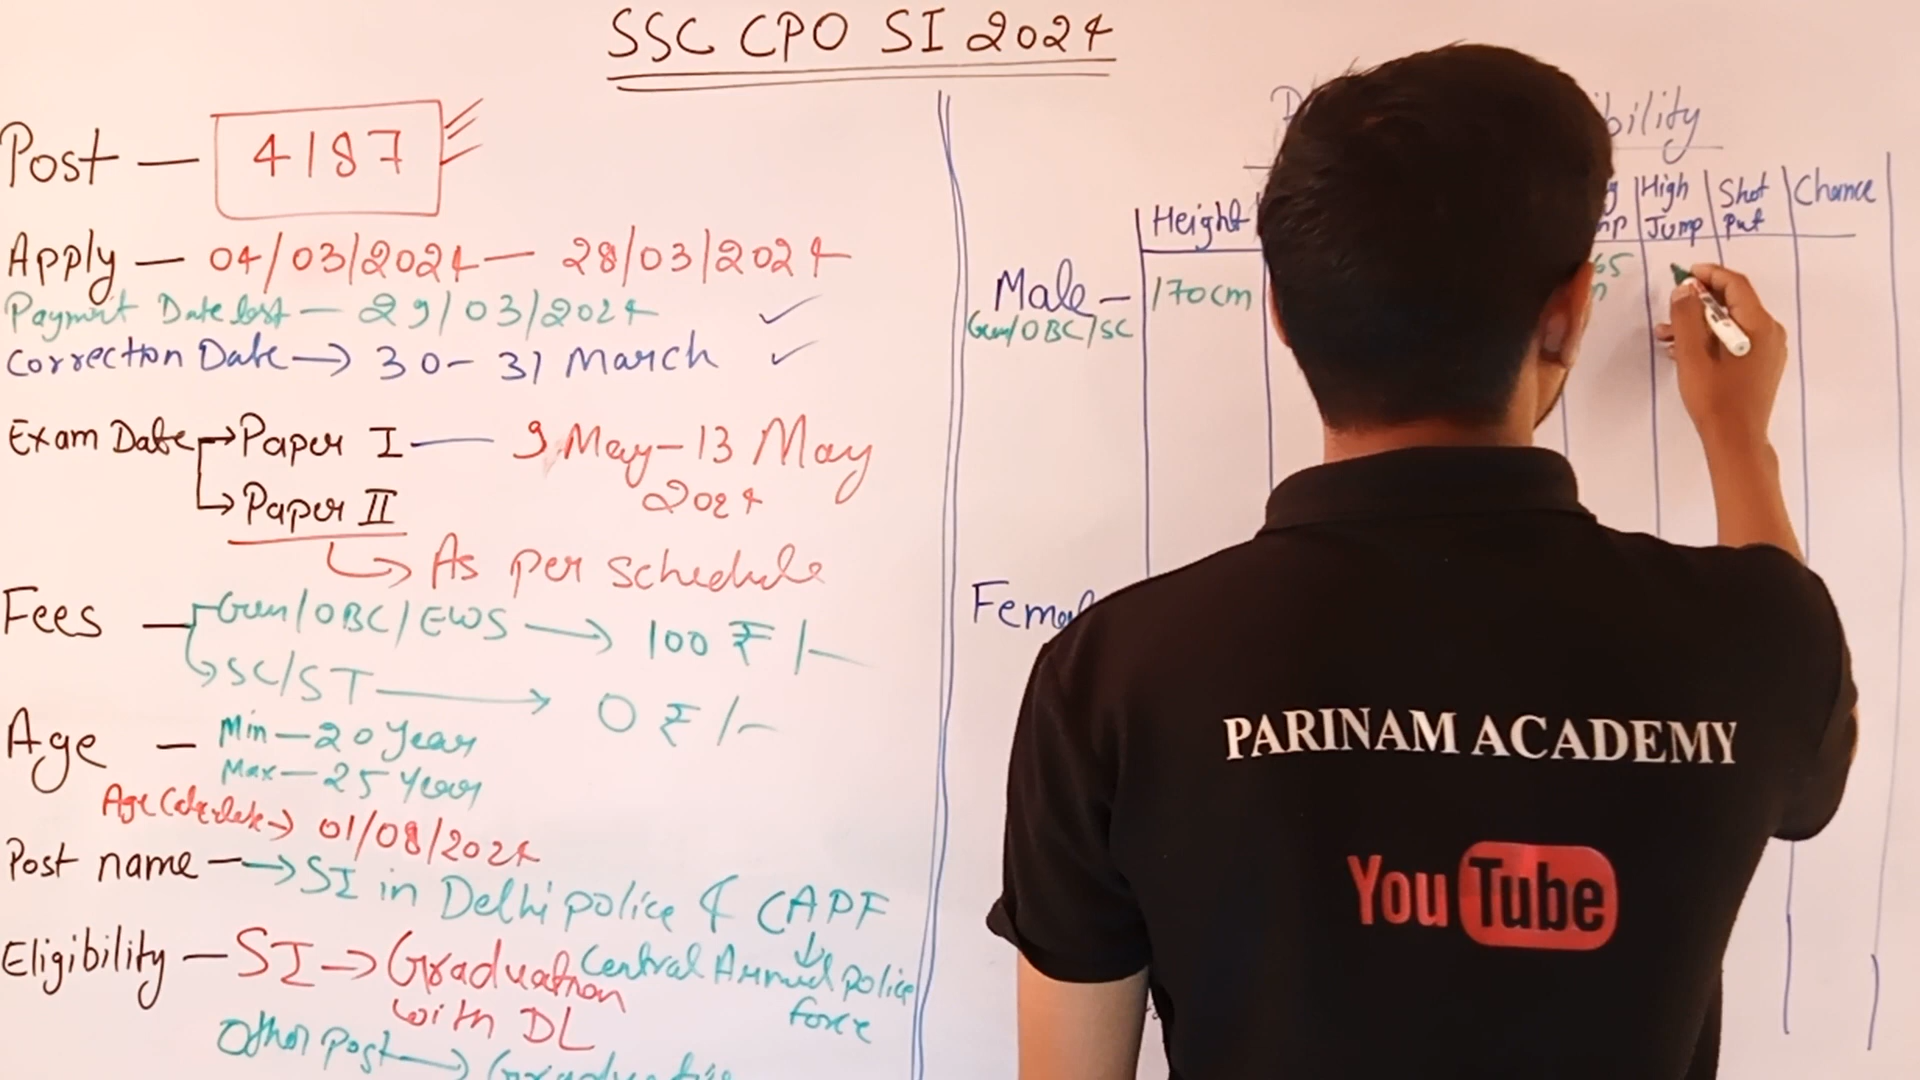 SSC CPO SI 2024
Post — 4187
Apply — 04/03/2024 — 28/03/2024
Paymnt Date last — 29/03/2024
Correction Date → 30-31 March
Exam Date → Paper I — 9 May - 13 May
2024
→ Paper II
→ As per schedule
Fees — Gen/OBC/EWS → 100 ₹/-
SC/ST → 0 ₹/-
Age — Min — 20 Year
Max — 25 Year
→ 01/08/2024
Post name → SI in Delhi police & CAPF
Central Armed police
force
Eligibility — SI → Graduation
with DL
Other post →
bility
Height
High
Jump
Shot
Put
Chance
Male — 170cm
Gen/OBC/SC
65
PARINAM ACADEMY
YouTube